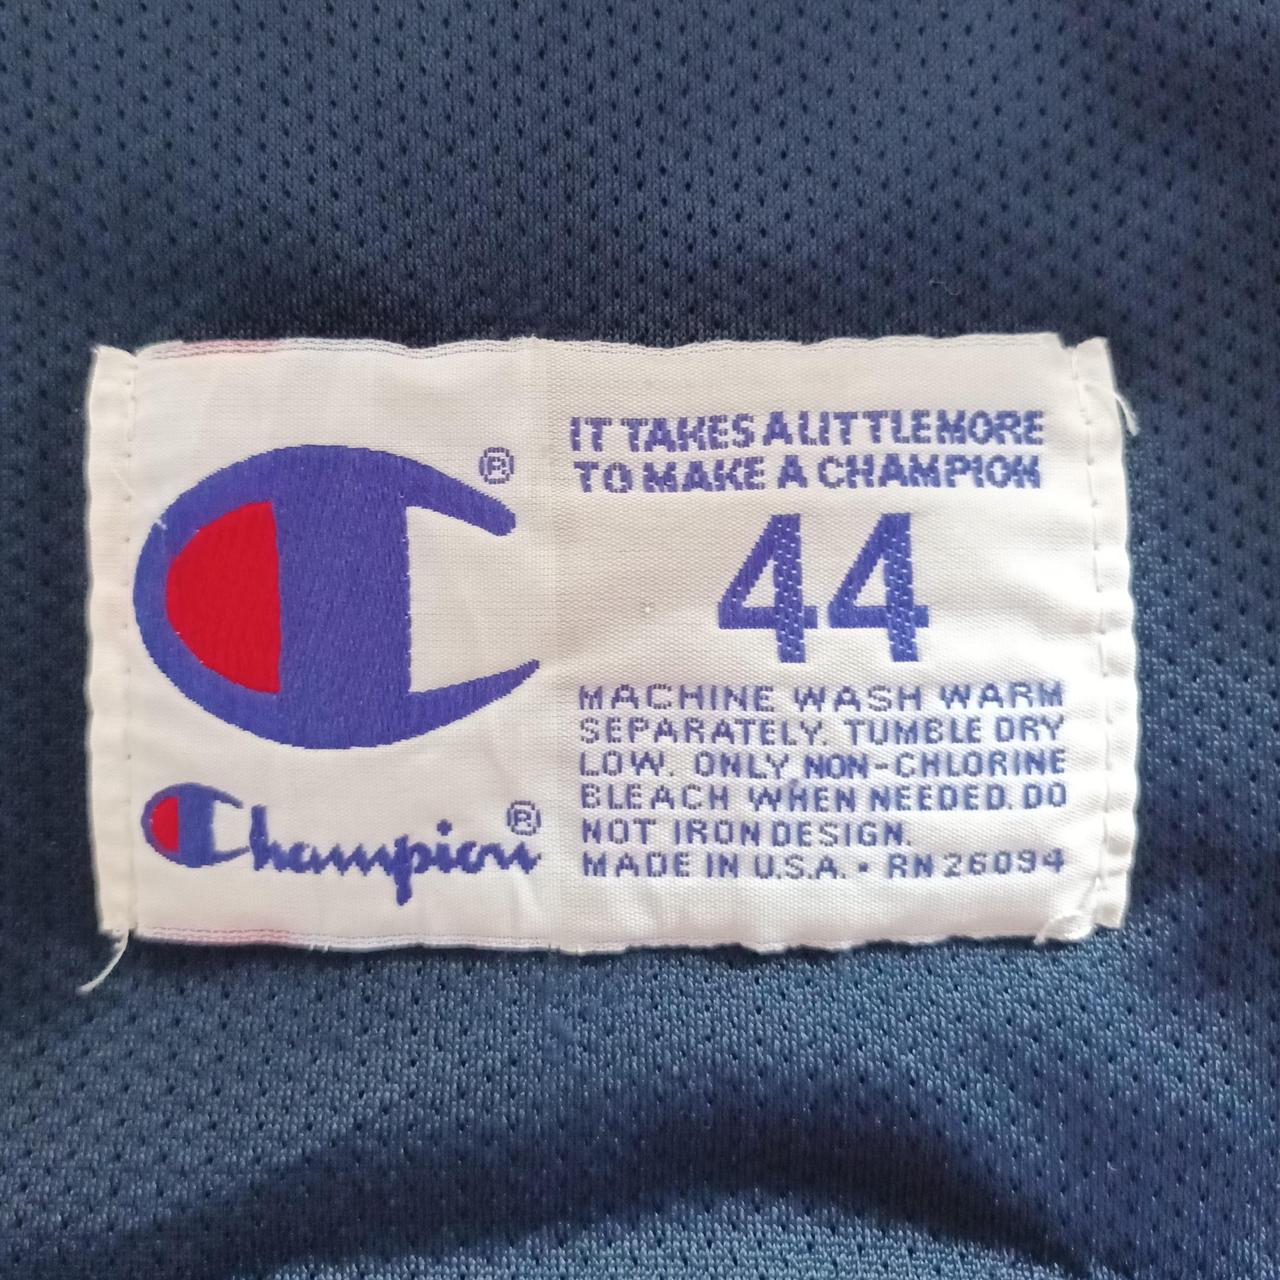 ®
Champion®
IT TAKES A LITTLE MORE
TO MAKE A CHAMPION
44
MACHINE WASH WARM
SEPARATELY. TUMBLE DRY
LOW. ONLY NON-CHLORINE
BLEACH WHEN NEEDED. DO
NOT IRON DESIGN.
MADE IN U.S.A. • RN 26094